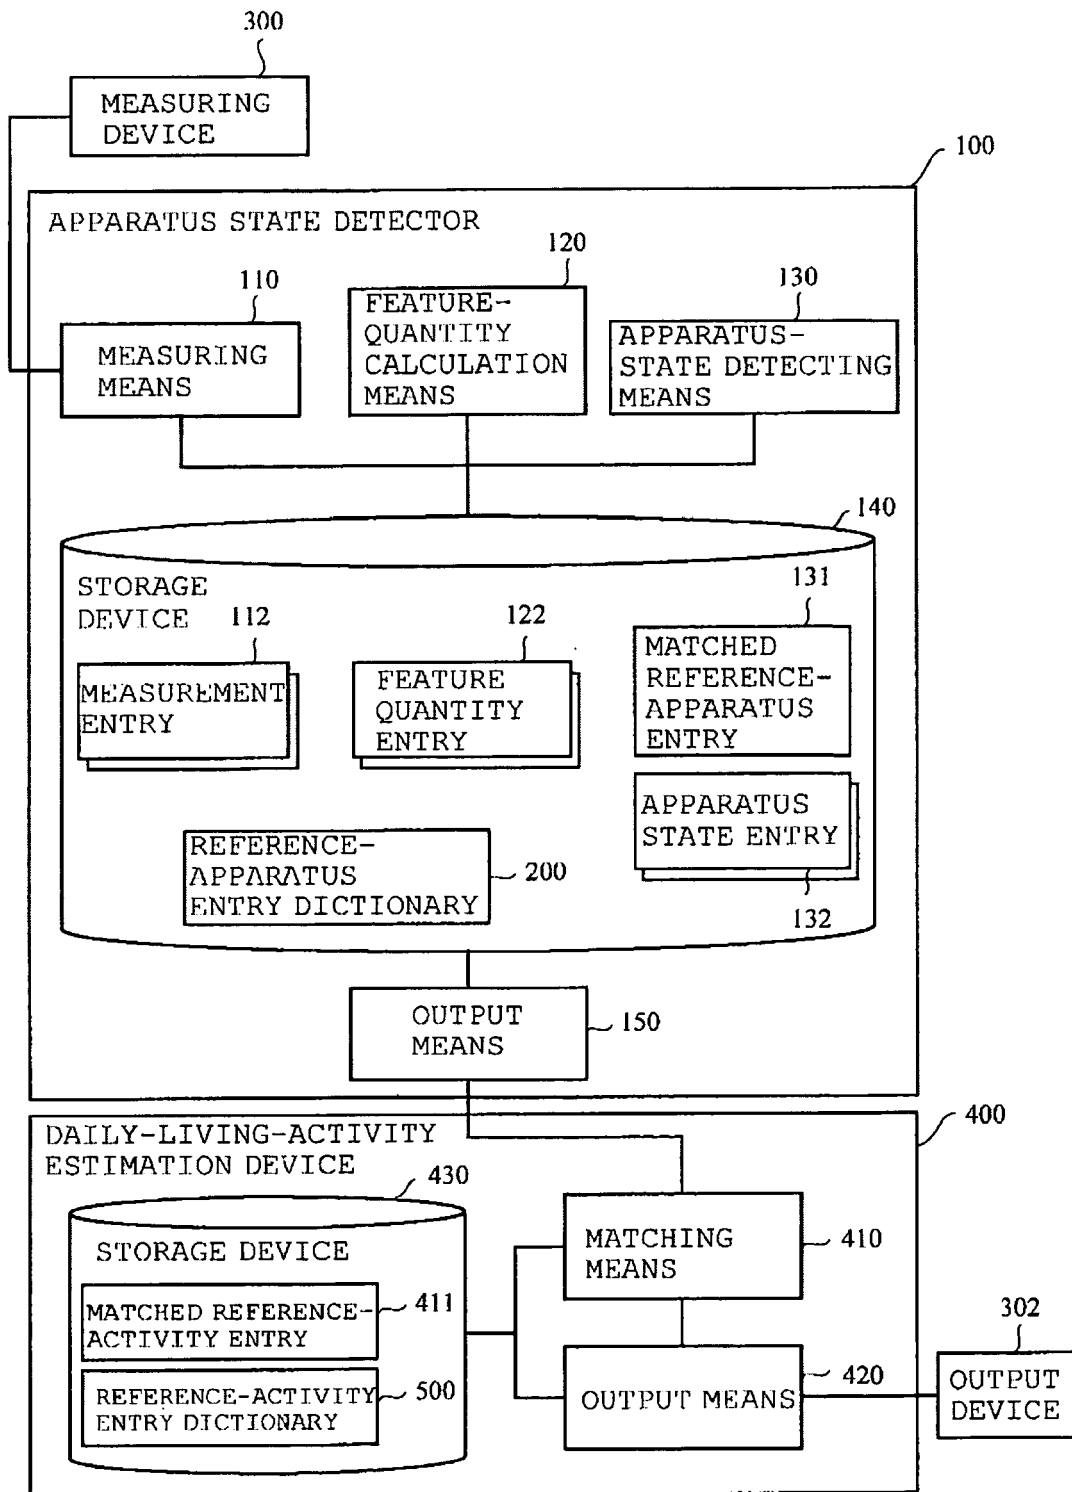 300
MEASURING
DEVICE
100
APPARATUS STATE DETECTOR
110
MEASURING
MEANS
120
FEATURE-
QUANTITY
CALCULATION
MEANS
130
APPARATUS-
STATE DETECTING
MEANS
140
STORAGE
DEVICE
112
MEASUREMENT
ENTRY
122
FEATURE
QUANTITY
ENTRY
131
MATCHED
REFERENCE-
APPARATUS
ENTRY
APPARATUS
STATE ENTRY
132
REFERENCE-
APPARATUS
ENTRY DICTIONARY
200
OUTPUT
MEANS
150
400
DAILY-LIVING-ACTIVITY
ESTIMATION DEVICE
430
STORAGE DEVICE
MATCHED REFERENCE-
ACTIVITY ENTRY
411
REFERENCE-ACTIVITY
ENTRY DICTIONARY
500
MATCHING
MEANS
410
OUTPUT MEANS
420
302
OUTPUT
DEVICE